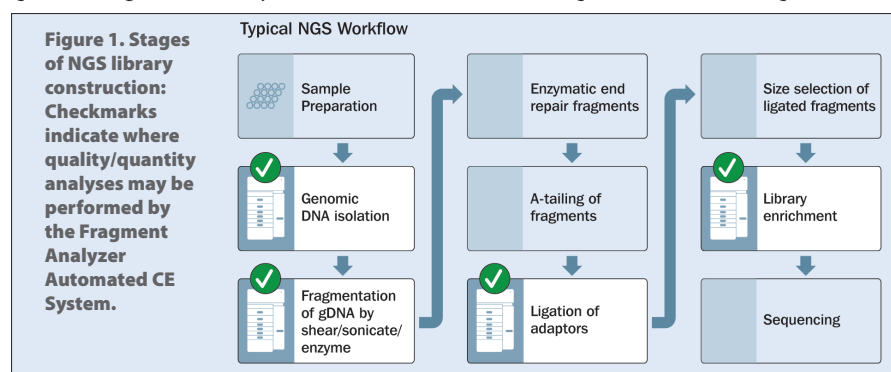 Figure 1. Stages
of NGS library
construction:
Checkmarks
indicate where
quality/quantity
analyses may be
performed by
the Fragment
Analyzer
Automated CE
System.
Typical NGS Workflow
Sample
Preparation
Genomic
DNA isolation
Fragmentation
of gDNA by
shear/sonicate/
enzyme
Enzymatic end
repair fragments
A-tailing of
fragments
Ligation of
adaptors
Size selection of
ligated fragments
Library
enrichment
Sequencing